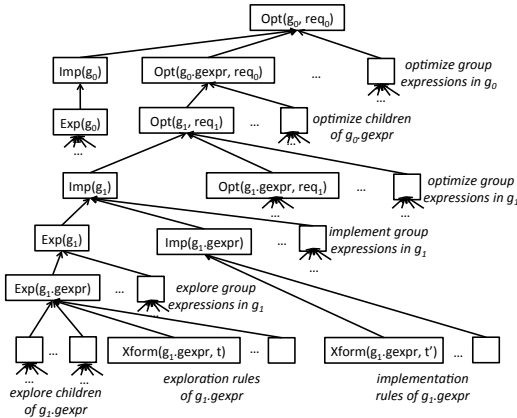 Opt(g0, req0)
Imp(g0)
Opt(g0.gexpr, req0)
...
optimize group
expressions in g0
...
Exp(g0)
...
Opt(g1, req1)
...
optimize children
of g0.gexpr
...
Imp(g1)
Opt(g1.gexpr, req1)
...
optimize group
expressions in g1
...
...
Exp(g1)
Imp(g1.gexpr)
...
implement group
expressions in g1
...
Exp(g1.gexpr)
...
explore group
expressions in g1
...
...
Xform(g1.gexpr, t)
...
Xform(g1.gexpr, t')
...
...
...
explore children
of g1.gexpr
exploration rules
of g1.gexpr
implementation
rules of g1.gexpr